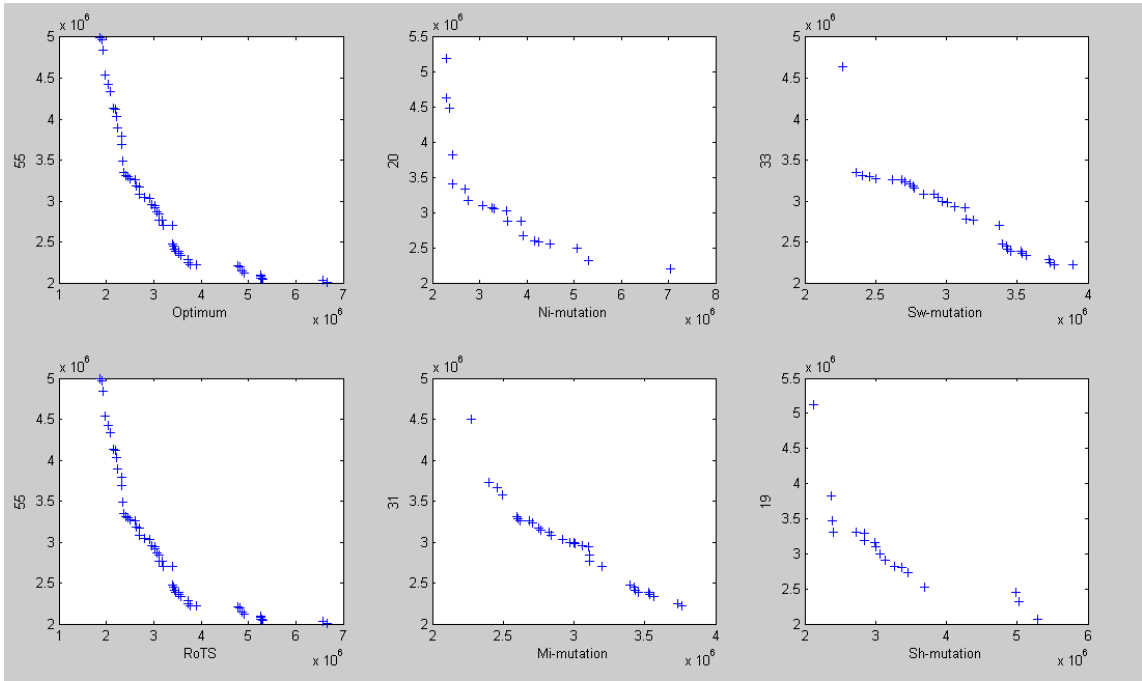 x 10^6
5
4.5
4
3.5
3
2.5
2
55
1 2 3 4 5 6 7
Optimum
x 10^6
x 10^6
5.5
5
4.5
4
3.5
3
2.5
2
20
2 3 4 5 6 7 8
Ni-mutation
x 10^6
x 10^6
5
4.5
4
3.5
3
2.5
2
33
2 2.5 3 3.5 4
Sw-mutation
x 10^6
x 10^6
5
4.5
4
3.5
3
2.5
2
55
1 2 3 4 5 6 7
RoTS
x 10^6
x 10^6
5
4.5
4
3.5
3
2.5
2
31
2 2.5 3 3.5 4
Mi-mutation
x 10^6
x 10^6
5.5
5
4.5
4
3.5
3
2.5
2
19
2 3 4 5 6
Sh-mutation
x 10^6